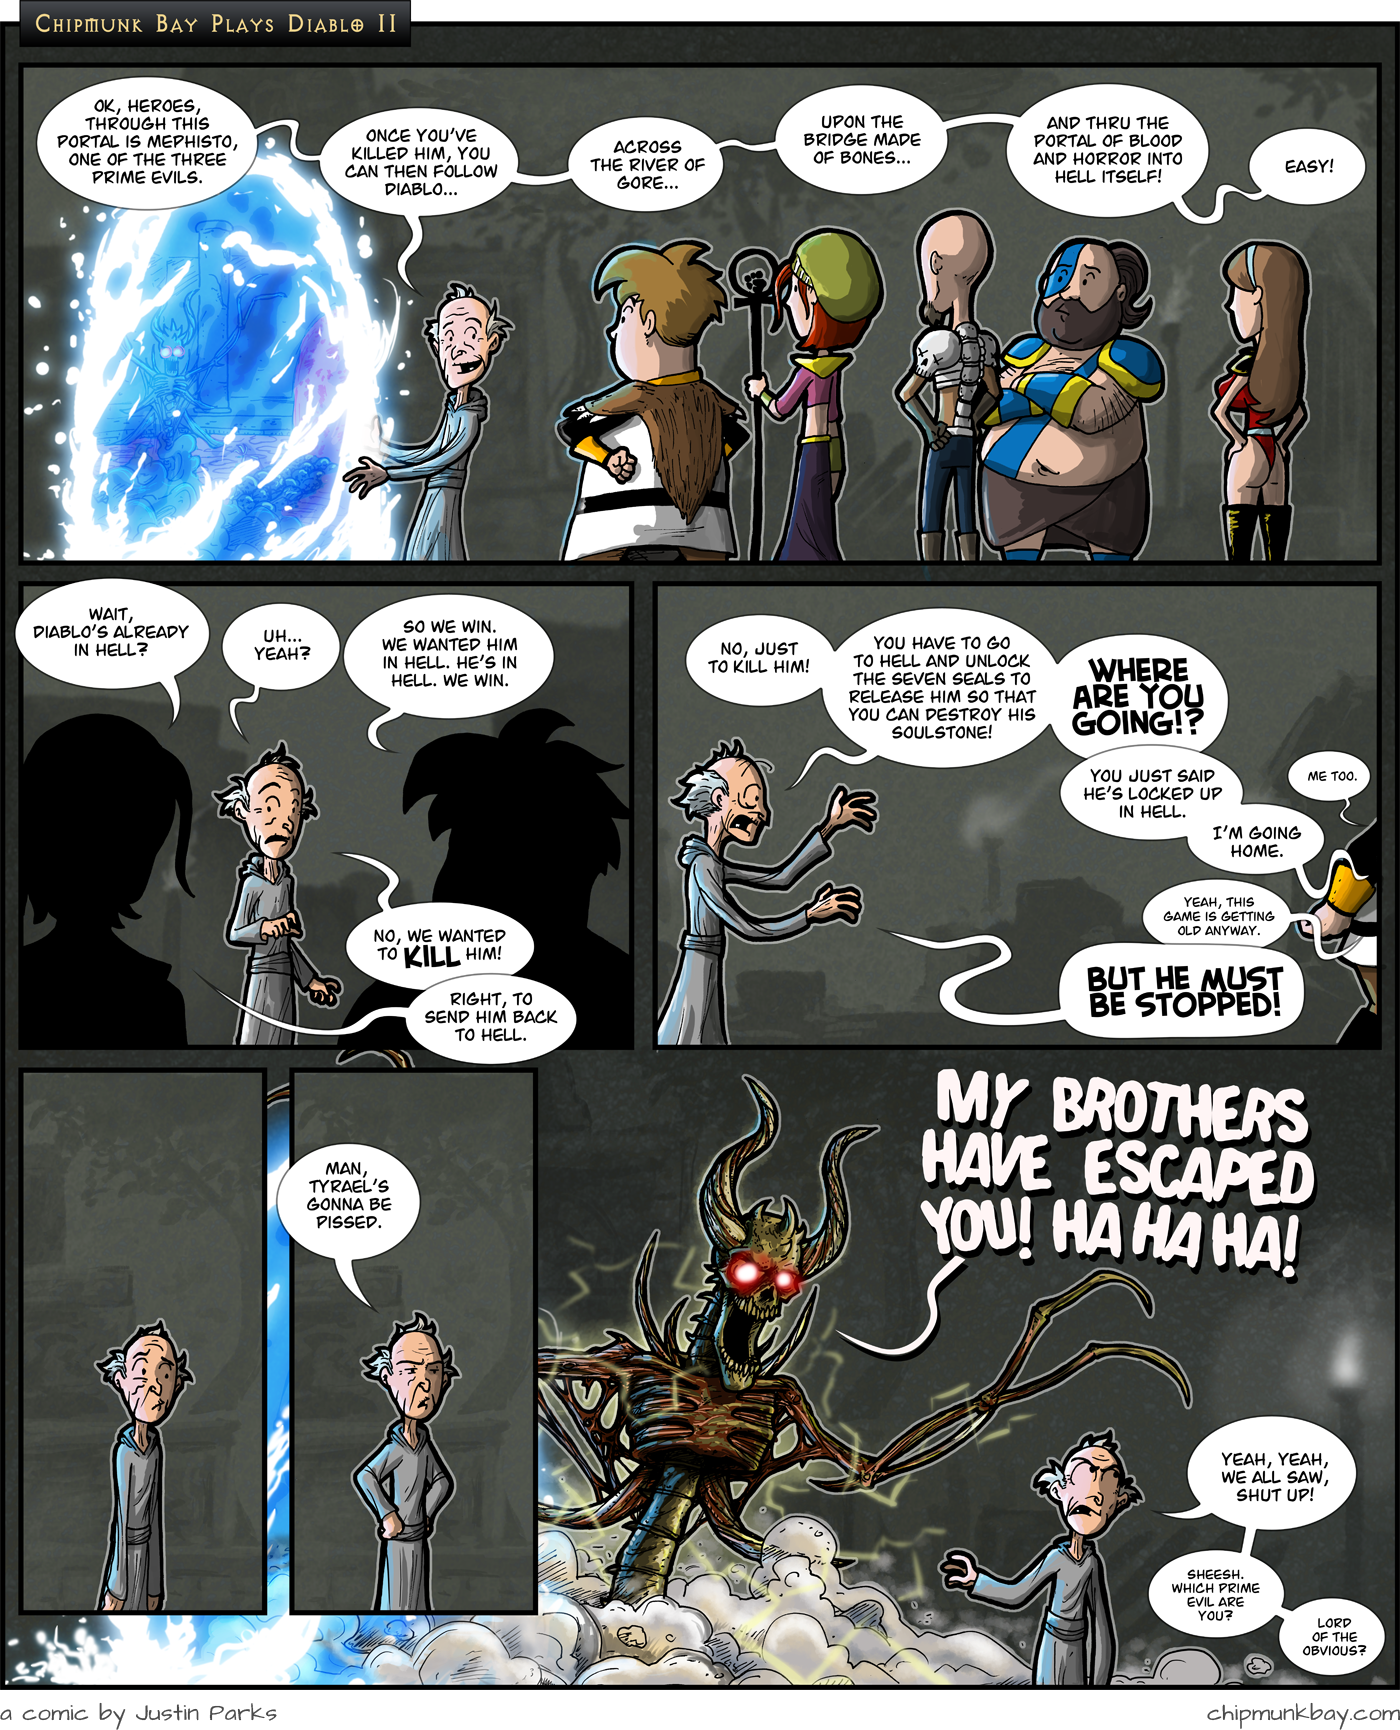 Chipmunk Bay Plays Diablo II
OK, HEROES,
THROUGH THIS
PORTAL IS MEPHISTO,
ONE OF THE THREE
PRIME EVILS.
ONCE YOU'VE
KILLED HIM, YOU
CAN THEN FOLLOW
DIABLO...
ACROSS
THE RIVER OF
GORE...
UPON THE
BRIDGE MADE
OF BONES...
AND THRU THE
PORTAL OF BLOOD
AND HORROR INTO
HELL ITSELF!
EASY!
WAIT,
DIABLO'S ALREADY
IN HELL?
UH...
YEAH?
SO WE WIN.
WE WANTED HIM
IN HELL. HE'S IN
HELL. WE WIN.
NO, WE WANTED
TO KILL HIM!
RIGHT, TO
SEND HIM BACK
TO HELL.
NO, JUST
TO KILL HIM!
YOU HAVE TO GO
TO HELL AND UNLOCK
THE SEVEN SEALS TO
RELEASE HIM SO THAT
YOU CAN DESTROY HIS
SOULSTONE!
WHERE
ARE YOU
GOING!?
YOU JUST SAID
HE'S LOCKED UP
IN HELL.
I'M GOING
HOME.
ME TOO.
YEAH, THIS
GAME IS GETTING
OLD ANYWAY.
BUT HE MUST
BE STOPPED!
MAN,
TYRAEL'S
GONNA BE
PISSED.
MY BROTHERS
HAVE ESCAPED
YOU! HA HA HA!
YEAH, YEAH,
WE ALL SAW,
SHUT UP!
SHEESH.
WHICH PRIME
EVIL ARE
YOU?
LORD
OF THE
OBVIOUS?
a comic by Justin Parks
chipmunkbay.com